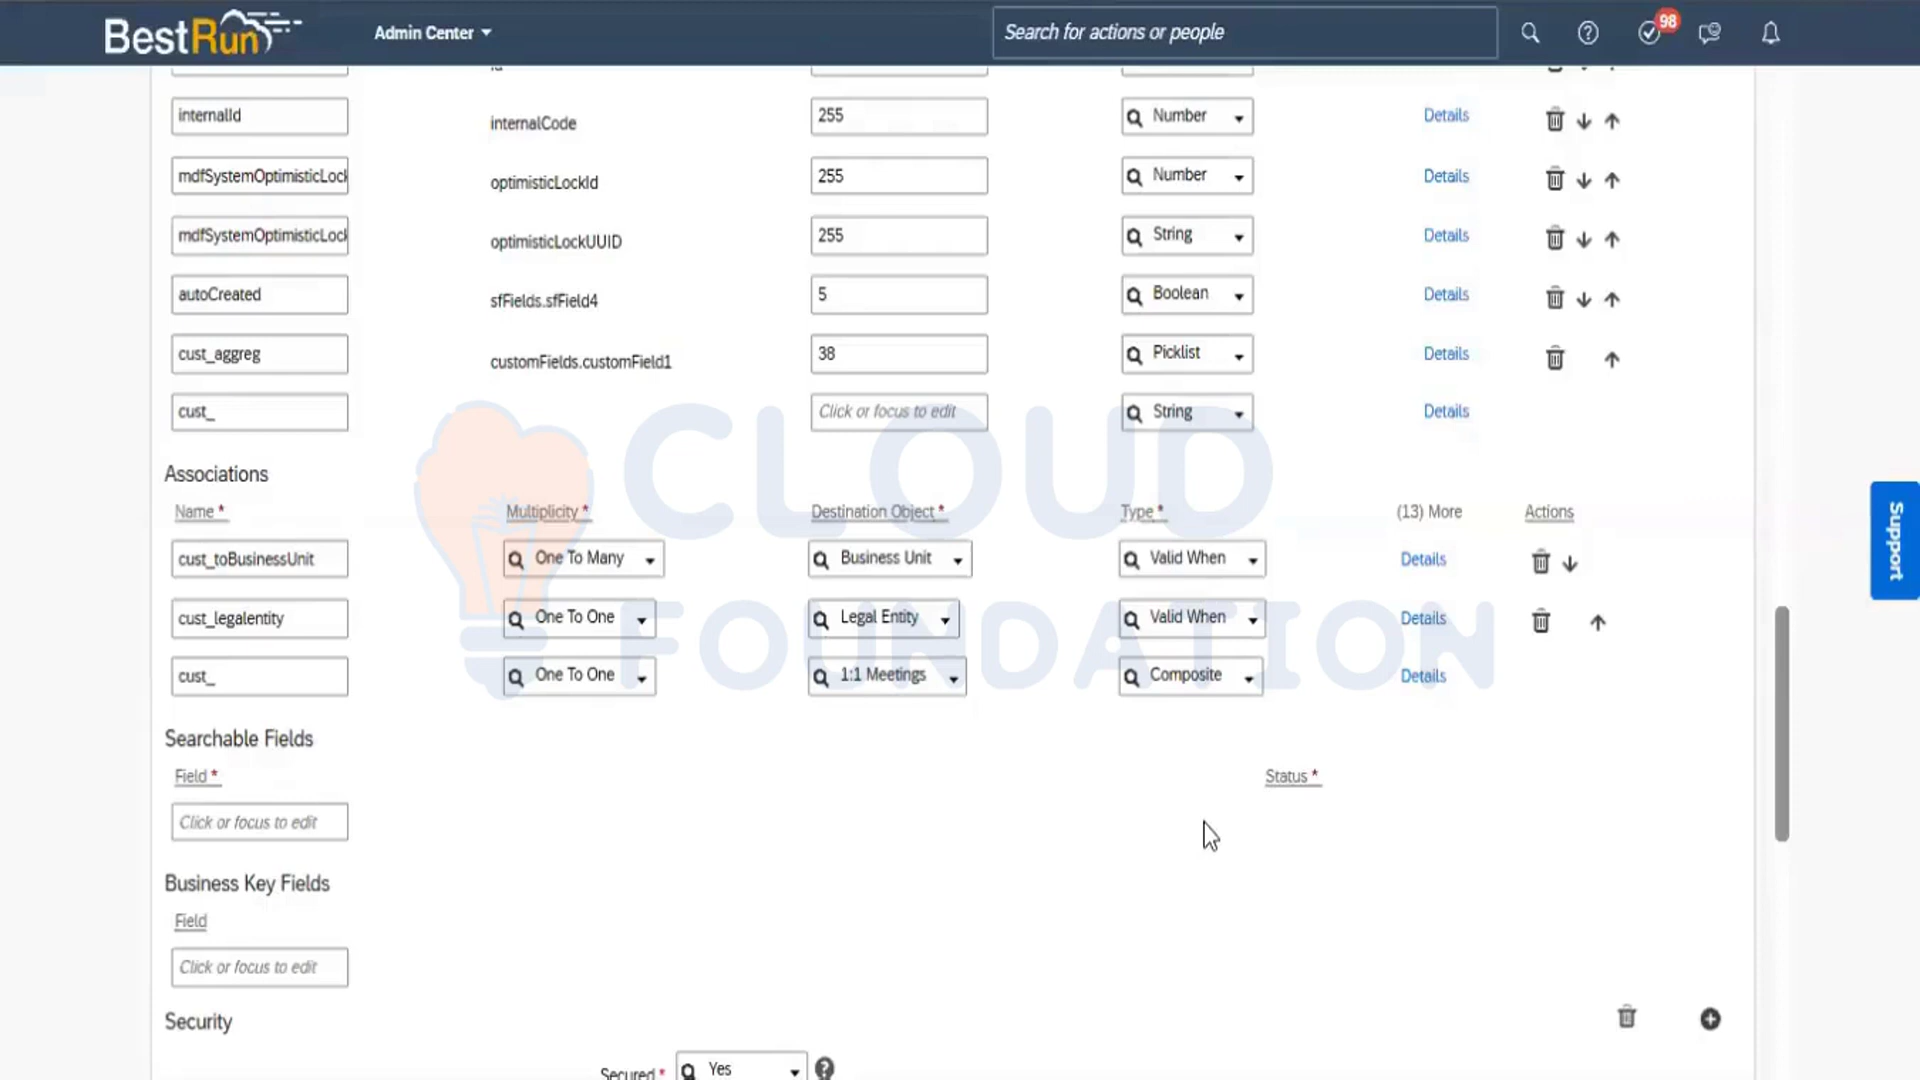 BestRun Admin Center Search for actions or people 98
internalId internalCode 255 Number Details
mdfSystemOptimisticLock optimisticLockId 255 Number Details
mdfSystemOptimisticLock optimisticLockUUID 255 String Details
autoCreated sfFields.sfField4 5 Boolean Details
cust_aggreg customFields.customField1 38 Picklist Details
cust_ Click or focus to edit String Details
CLOUD
FOUNDATION
Associations
Name * Multiplicity * Destination Object * Type * (13) More Actions
cust_toBusinessUnit One To Many Business Unit Valid When Details
cust_legalentity One To One Legal Entity Valid When Details
cust_ One To One 1:1 Meetings Composite Details
Support
Searchable Fields
Field * Status *
Click or focus to edit
Business Key Fields
Field
Click or focus to edit
Security
Secured * Yes